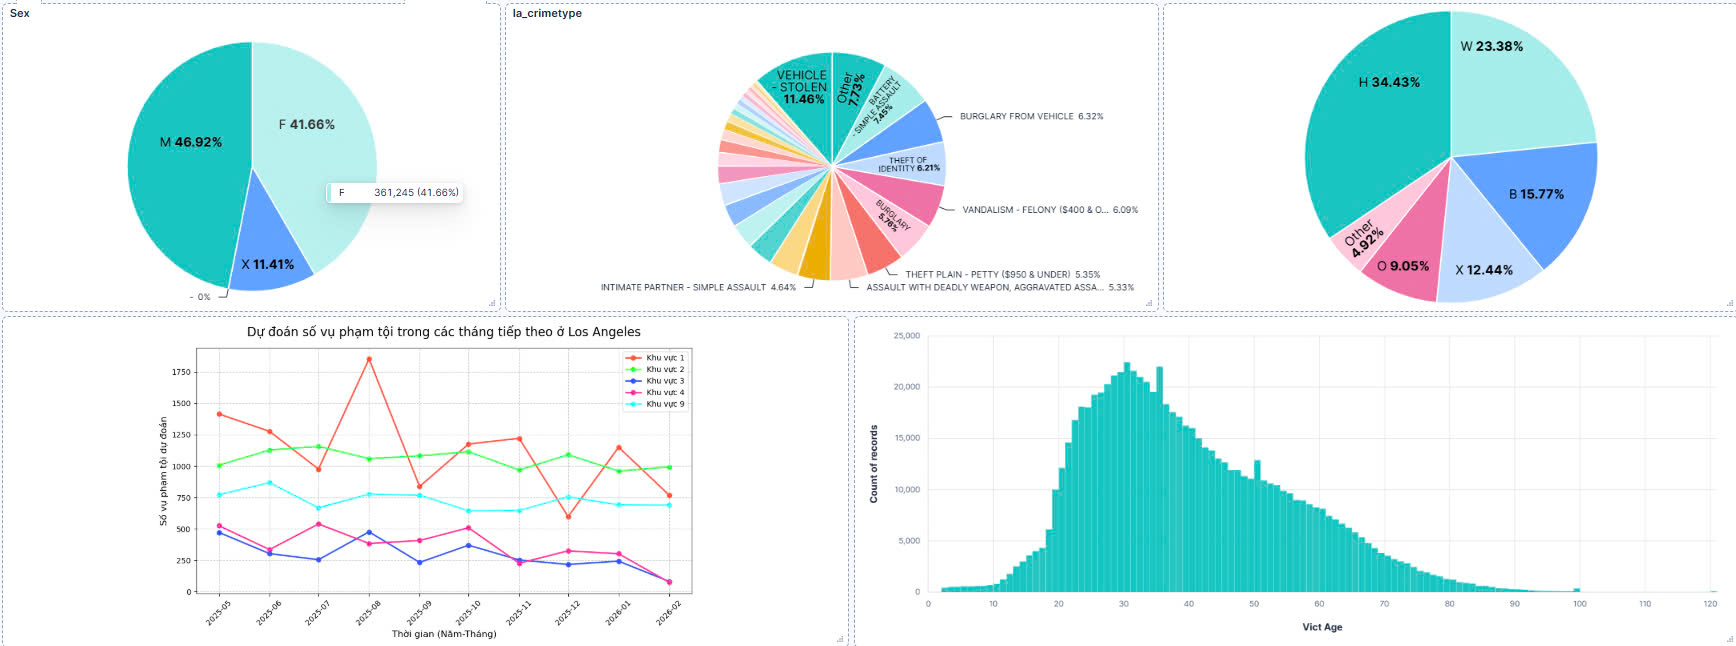 Sex
M 46.92%
F 41.66%
F 361,245 (41.66%)
X 11.41%
- 0%
la_crimetype
VEHICLE
- STOLEN
11.46%
Other
7.73%
BATTERY
- SIMPLE ASSAULT
7.45%
BURGLARY FROM VEHICLE 6.32%
THEFT OF
IDENTITY 6.21%
VANDALISM - FELONY ($400 & O... 6.09%
BURGLARY
5.76%
THEFT PLAIN - PETTY ($950 & UNDER) 5.35%
ASSAULT WITH DEADLY WEAPON, AGGRAVATED ASSA... 5.33%
INTIMATE PARTNER - SIMPLE ASSAULT 4.64%
W 23.38%
H 34.43%
B 15.77%
Other
4.92%
O 9.05%
X 12.44%
Dự đoán số vụ phạm tội trong các tháng tiếp theo ở Los Angeles
Khu vực 1
Khu vực 2
Khu vực 3
Khu vực 4
Khu vực 9
Số vụ phạm tội dự đoán
1750
1500
1250
1000
750
500
250
0
2025-05
2025-06
2025-07
2025-08
2025-09
2025-10
2025-11
2025-12
2026-01
2026-02
Thời gian (Năm-Tháng)
Count of records
25,000
20,000
15,000
10,000
5,000
0
0 10 20 30 40 50 60 70 80 90 100 110 120
Vict Age